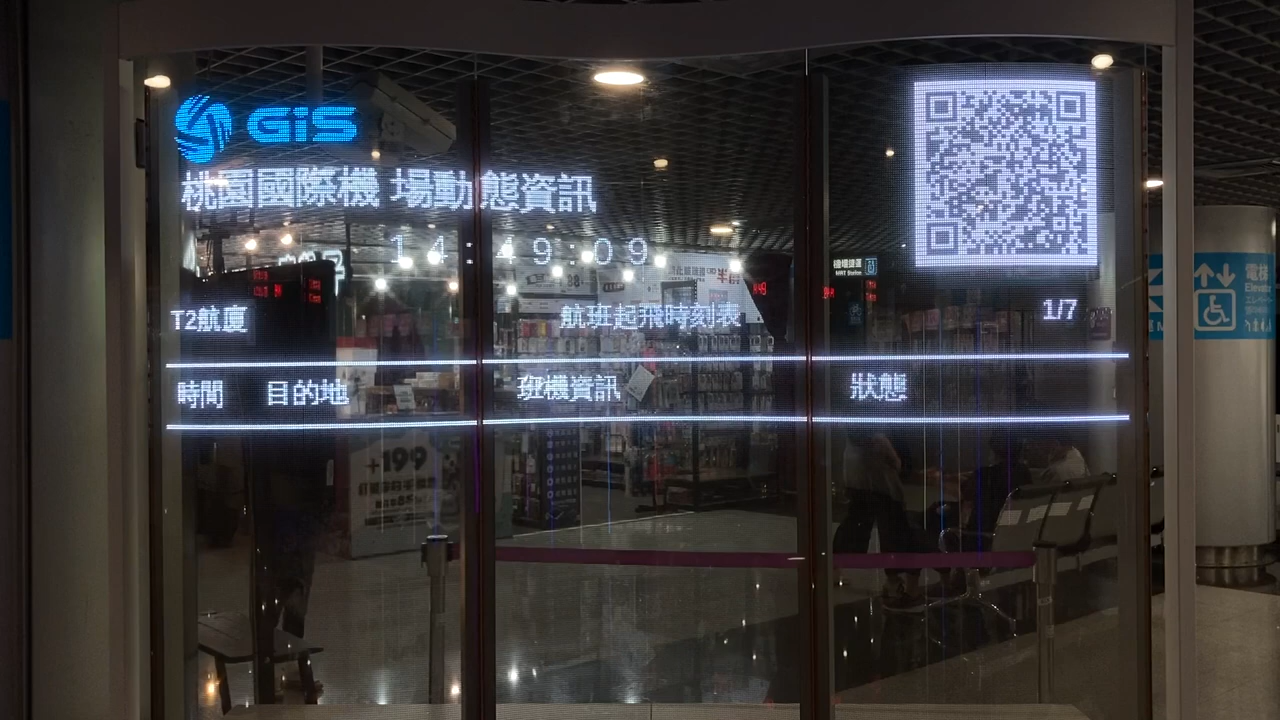 GiS
桃園國際機 場動態資訊
14:49:09
T2航廈
航班起飛時刻表
1/7
時間 目的地 班機資訊 狀態
+199
MRT Station
電梯
Elevator